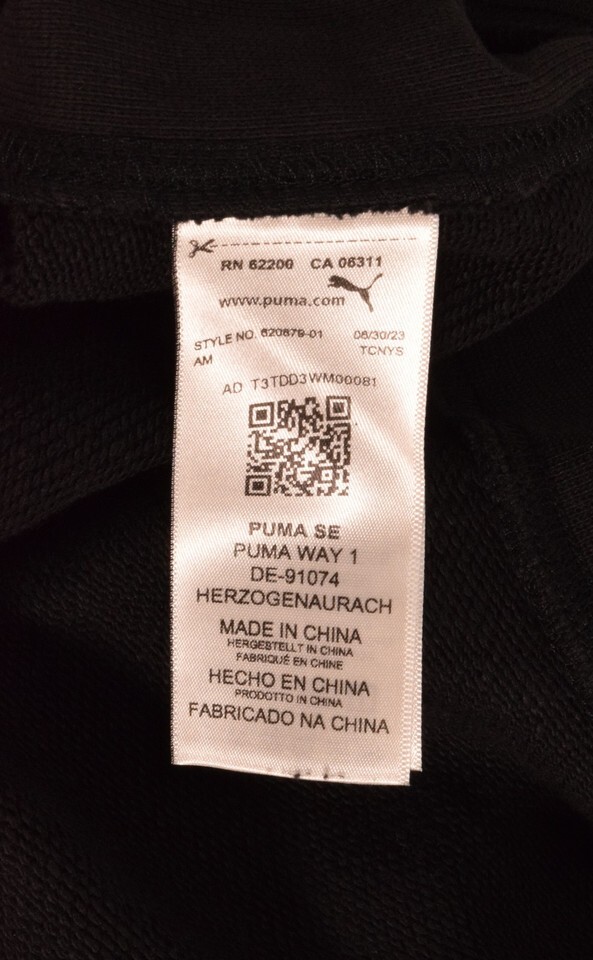 RN 62200 CA 06311
www.puma.com
STYLE NO. 620879-01 08/30/23
AM TCNYS
AD T3TDD3WM00081
PUMA SE
PUMA WAY 1
DE-91074
HERZOGENAURACH
MADE IN CHINA
HERGESTELLT IN CHINA
FABRIQUÉ EN CHINE
HECHO EN CHINA
PRODOTTO IN CHINA
FABRICADO NA CHINA